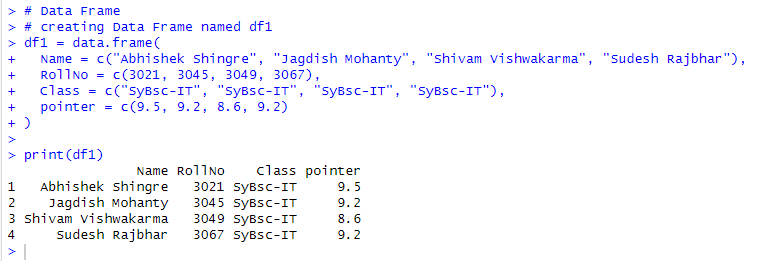 > # Data Frame
> # creating Data Frame named df1
> df1 = data.frame(
+   Name = c("Abhishek Shingre", "Jagdish Mohanty", "Shivam Vishwakarma", "Sudesh Rajbhar"),
+   RollNo = c(3021, 3045, 3049, 3067),
+   Class = c("SyBsc-IT", "SyBsc-IT", "SyBsc-IT", "SyBsc-IT"),
+   pointer = c(9.5, 9.2, 8.6, 9.2)
+ )
>
> print(df1)
                Name RollNo    Class pointer
1   Abhishek Shingre   3021 SyBsc-IT     9.5
2    Jagdish Mohanty   3045 SyBsc-IT     9.2
3 Shivam Vishwakarma   3049 SyBsc-IT     8.6
4     Sudesh Rajbhar   3067 SyBsc-IT     9.2
>